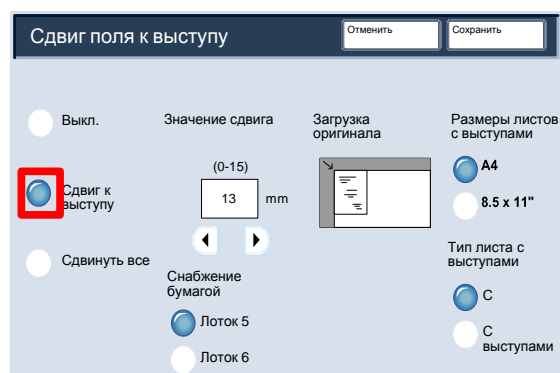 Сдвиг поля к выступу
Отменить
Сохранить
Выкл.
Сдвиг к
выступу
Сдвинуть все
Значение сдвига
(0-15)
13 mm
Снабжение
бумагой
Лоток 5
Лоток 6
Загрузка
оригинала
Размеры листов
с выступами
A4
8.5 x 11"
Тип листа с
выступами
С
С
выступами